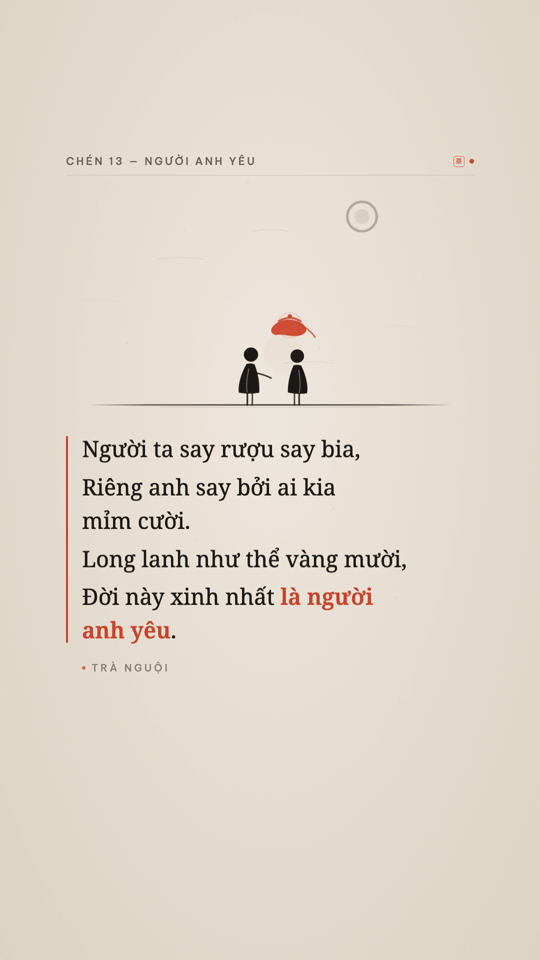 CHÉN 13 — NGƯỜI ANH YÊU
Người ta say rượu say bia,
Riêng anh say bởi ai kia
mỉm cười.
Long lanh như thể vàng mười,
Đời này xinh nhất là người
anh yêu.
TRÀ NGUỘI